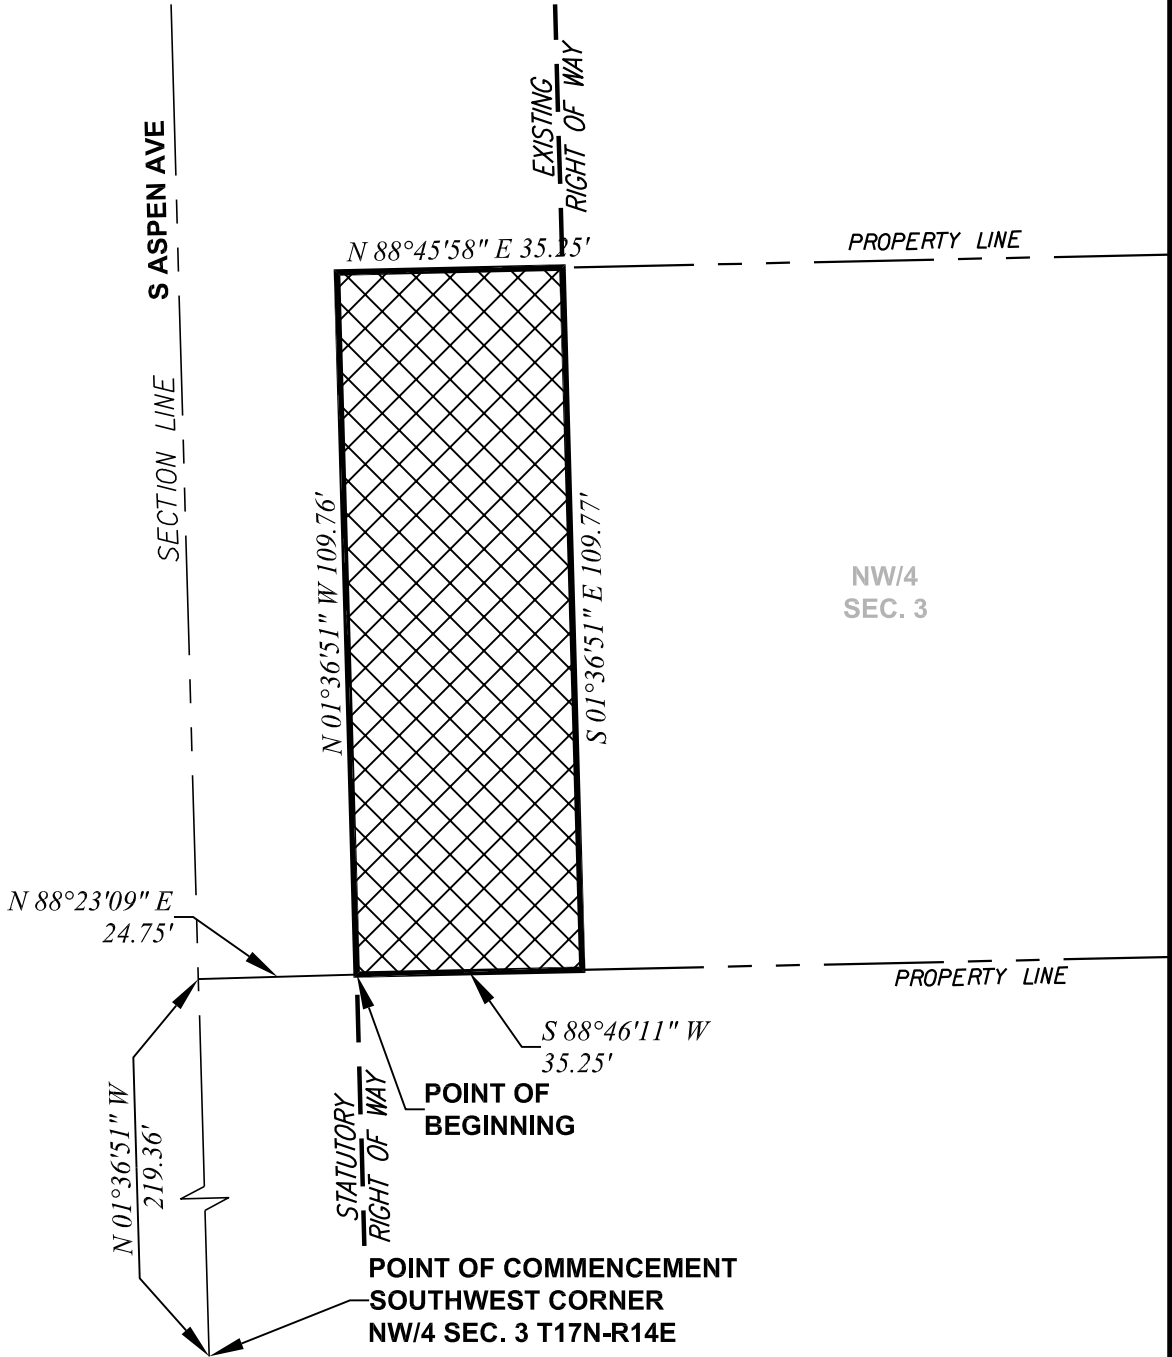 EXISTING
RIGHT OF WAY
S ASPEN AVE
N 88°45'58" E 35.25'
PROPERTY LINE
SECTION LINE
N 01°36'51" W 109.76'
S 01°36'51" E 109.77'
NW/4
SEC. 3
N 88°23'09" E
24.75'
PROPERTY LINE
S 88°46'11" W
35.25'
POINT OF
BEGINNING
STATUTORY
RIGHT OF WAY
N 01°36'51" W
219.36'
POINT OF COMMENCEMENT
SOUTHWEST CORNER
NW/4 SEC. 3 T17N-R14E